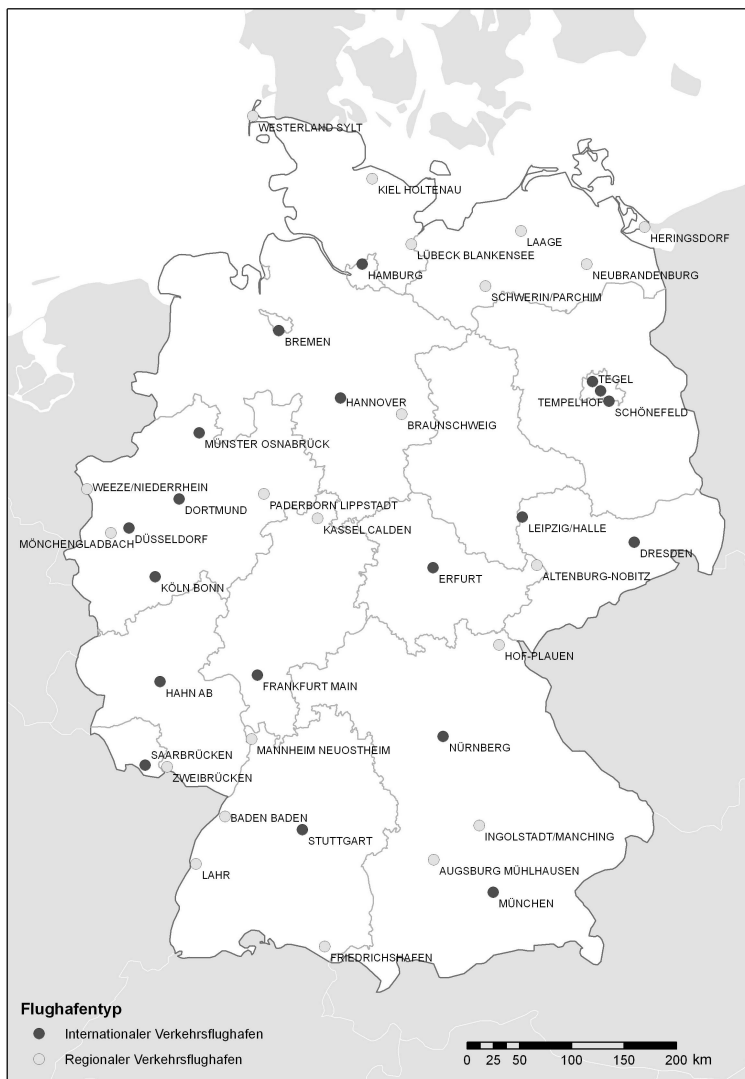 WESTERLAND SYLT
KIEL HOLTENAU
LAAGE
HERINGSDORF
LÜBECK BLANKENSEE
HAMBURG
NEUBRANDENBURG
SCHWERIN/PARCHIM
BREMEN
TEGEL
HANNOVER
TEMPELHOF
SCHÖNEFELD
BRAUNSCHWEIG
MÜNSTER OSNABRÜCK
WEEZE/NIEDERRHEIN
PADERBORN LIPPSTADT
DORTMUND
KASSEL CALDEN
LEIPZIG/HALLE
MÖNCHENGLADBACH
DÜSSELDORF
DRESDEN
ERFURT
ALTENBURG-NOBITZ
KÖLN BONN
HOF-PLAUEN
FRANKFURT MAIN
HAHN AB
NÜRNBERG
MANNHEIM NEUOSTHEIM
SAARBRÜCKEN
ZWEIBRÜCKEN
BADEN BADEN
INGOLSTADT/MANCHING
STUTTGART
LAHR
AUGSBURG MÜHLHAUSEN
MÜNCHEN
FRIEDRICHSHAFEN
Flughafentyp
Internationaler Verkehrsflughafen
Regionaler Verkehrsflughafen
0 25 50 100 150 200 km